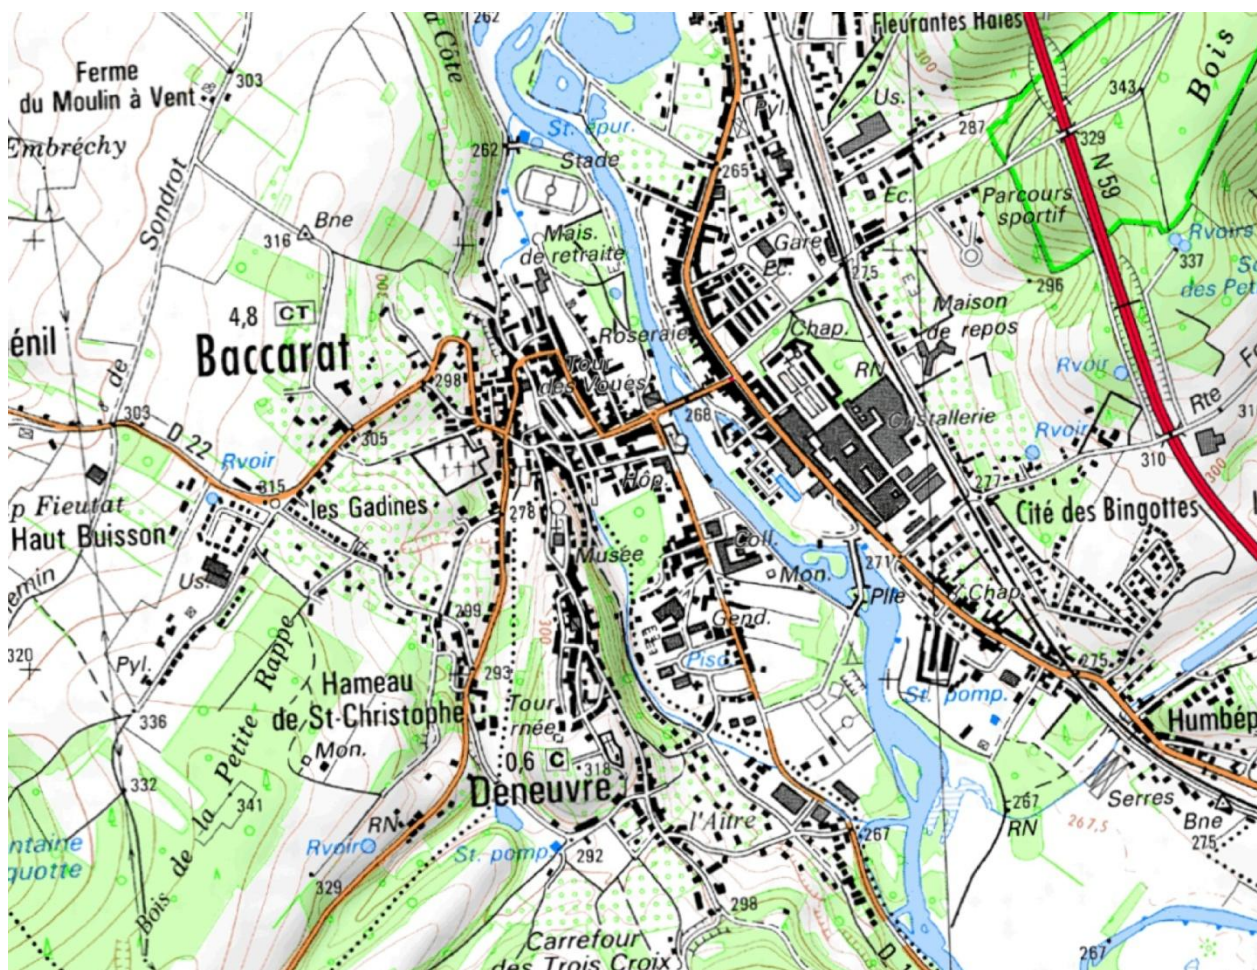 262
la Côte
Fleurantes Haies
Ferme
du Moulin à Vent
303
343
Bois
Us.
Pyl.
287
329
St. épur.
Embréchy
262
Stade
265
N 59
Sondrot
Ec.
Parcours
sportif
Bne
316
Mais.
de retraite
Gare
Ec.
275
Rvoirs
337
300
296
4,8
CT
Maison
de repos
Roseraie
Chap.
énil
Baccarat
de
298
Tour
des Voués
RN
Rvoir
Rte
303
D 22
305
268
Cristallerie
Rvoir
310
300
Rvoir
315
Hôp.
277
p Fieutat
Haut Buisson
les Gadines
278
Cité des Bingottes
Musée
Coll.
Mon.
271
Us.
Plle
Chap.
299
300
Gend.
320
Pyl.
Rappe
293
Pisc.
275
Hameau
de St-Christophe
St. pomp.
336
Petite
Tour
rnée
Humbép
Mon.
0,6
C
318
332
la
341
Deneuvre
Serres
267
RN
267,5
Bne
275
RN
l'Aître
267
ntaine
quotte
Rvoir
St. pomp.
292
de
329
Bois
298
Carrefour
des Trois Croix
D 1
267